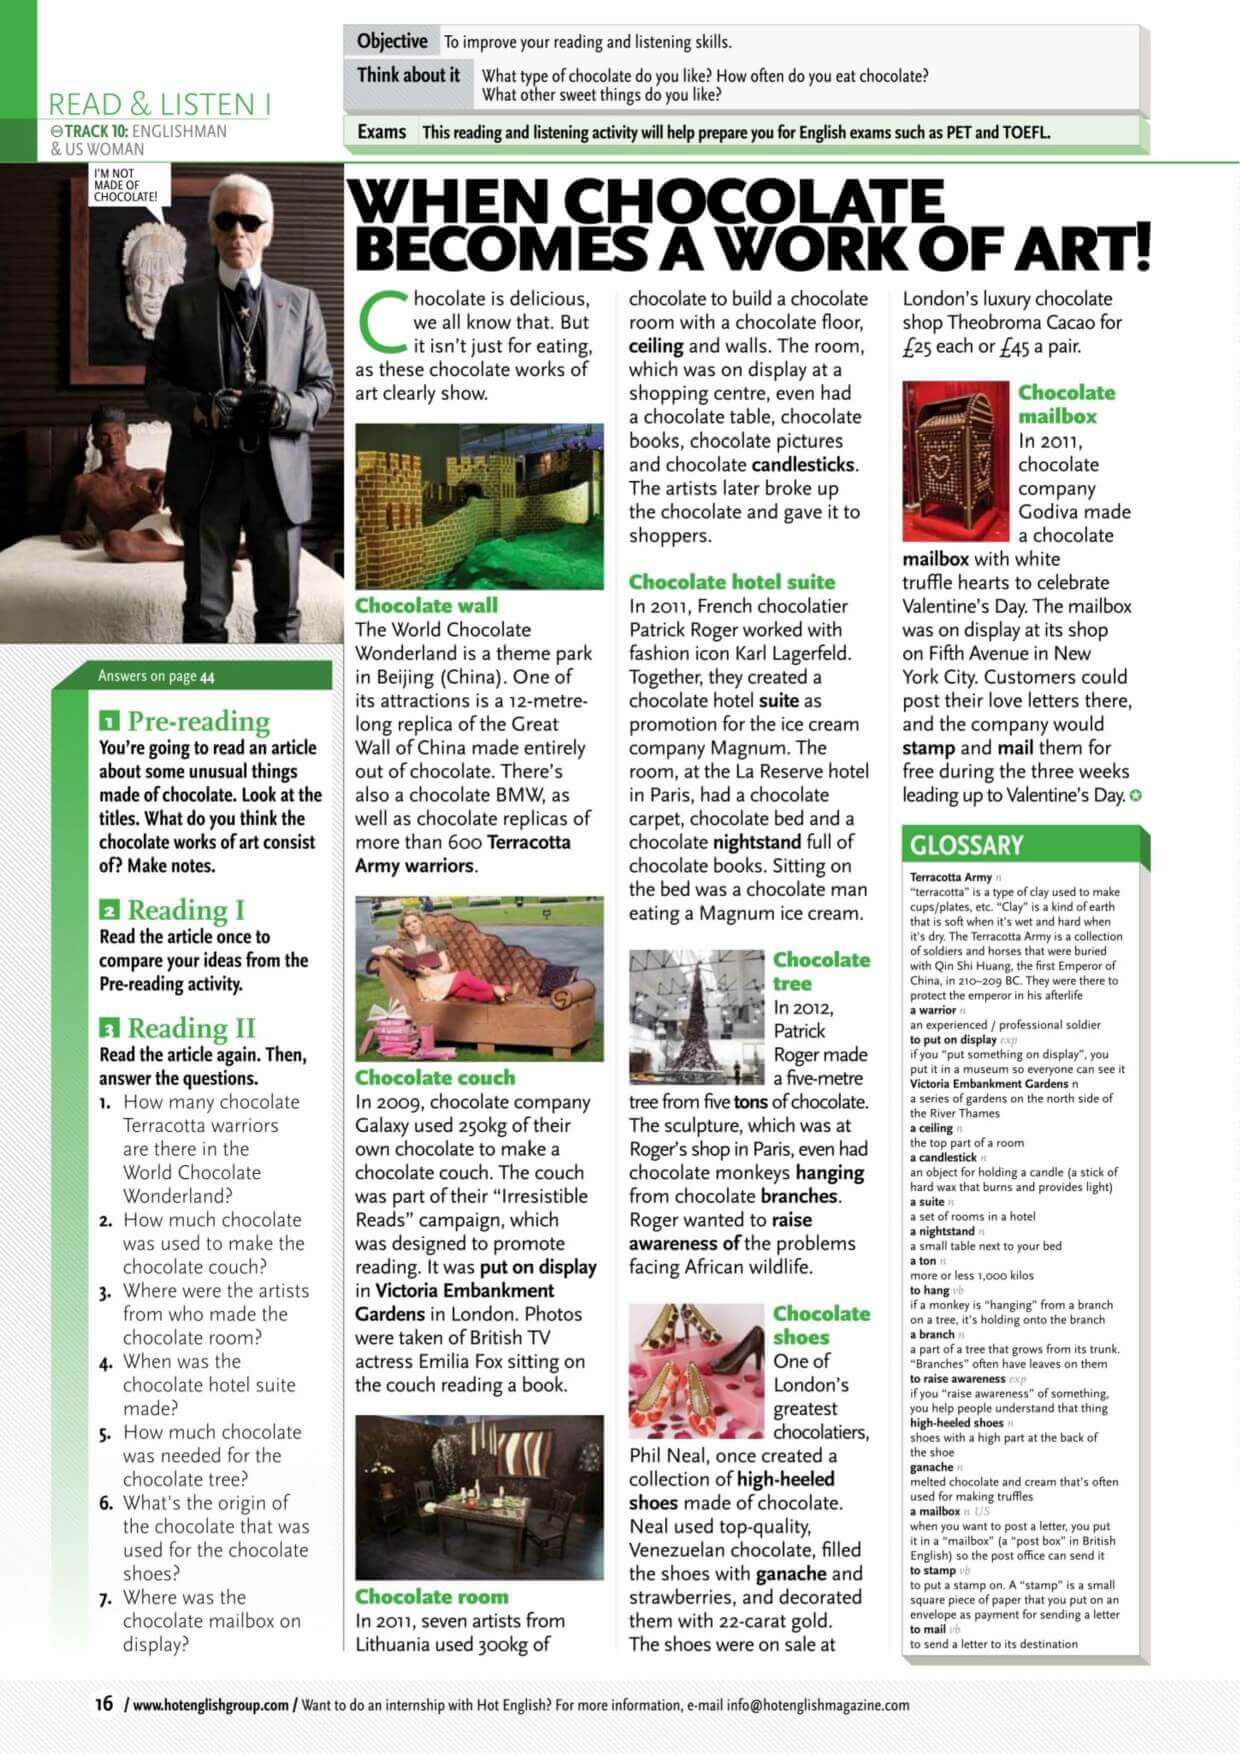 READ & LISTEN I
TRACK 10: ENGLISHMAN
& US WOMAN
Objective To improve your reading and listening skills.
Think about it What type of chocolate do you like? How often do you eat chocolate?
What other sweet things do you like?
Exams This reading and listening activity will help prepare you for English exams such as PET and TOEFL.
I'M NOT
MADE OF
CHOCOLATE!
Answers on page 44
1 Pre-reading
You're going to read an article
about some unusual things
made of chocolate. Look at the
titles. What do you think the
chocolate works of art consist
of? Make notes.
2 Reading I
Read the article once to
compare your ideas from the
Pre-reading activity.
3 Reading II
Read the article again. Then,
answer the questions.
1. How many chocolate
Terracotta warriors
are there in the
World Chocolate
Wonderland?
2. How much chocolate
was used to make the
chocolate couch?
3. Where were the artists
from who made the
chocolate room?
4. When was the
chocolate hotel suite
made?
5. How much chocolate
was needed for the
chocolate tree?
6. What's the origin of
the chocolate that was
used for the chocolate
shoes?
7. Where was the
chocolate mailbox on
display?
WHEN CHOCOLATE
BECOMES A WORK OF ART!
Chocolate is delicious,
we all know that. But
it isn't just for eating,
as these chocolate works of
art clearly show.
Chocolate wall
The World Chocolate
Wonderland is a theme park
in Beijing (China). One of
its attractions is a 12-metre-
long replica of the Great
Wall of China made entirely
out of chocolate. There's
also a chocolate BMW, as
well as chocolate replicas of
more than 600 Terracotta
Army warriors.
Chocolate couch
In 2009, chocolate company
Galaxy used 250kg of their
own chocolate to make a
chocolate couch. The couch
was part of their "Irresistible
Reads" campaign, which
was designed to promote
reading. It was put on display
in Victoria Embankment
Gardens in London. Photos
were taken of British TV
actress Emilia Fox sitting on
the couch reading a book.
Chocolate room
In 2011, seven artists from
Lithuania used 300kg of
chocolate to build a chocolate
room with a chocolate floor,
ceiling and walls. The room,
which was on display at a
shopping centre, even had
a chocolate table, chocolate
books, chocolate pictures
and chocolate candlesticks.
The artists later broke up
the chocolate and gave it to
shoppers.
Chocolate hotel suite
In 2011, French chocolatier
Patrick Roger worked with
fashion icon Karl Lagerfeld.
Together, they created a
chocolate hotel suite as
promotion for the ice cream
company Magnum. The
room, at the La Reserve hotel
in Paris, had a chocolate
carpet, chocolate bed and a
chocolate nightstand full of
chocolate books. Sitting on
the bed was a chocolate man
eating a Magnum ice cream.
Chocolate
tree
In 2012,
Patrick
Roger made
a five-metre
tree from five tons of chocolate.
The sculpture, which was at
Roger's shop in Paris, even had
chocolate monkeys hanging
from chocolate branches.
Roger wanted to raise
awareness of the problems
facing African wildlife.
Chocolate
shoes
One of
London's
greatest
chocolatiers,
Phil Neal, once created a
collection of high-heeled
shoes made of chocolate.
Neal used top-quality,
Venezuelan chocolate, filled
the shoes with ganache and
strawberries, and decorated
them with 22-carat gold.
The shoes were on sale at
London's luxury chocolate
shop Theobroma Cacao for
£25 each or £45 a pair.
Chocolate
mailbox
In 2011,
chocolate
company
Godiva made
a chocolate
mailbox with white
truffle hearts to celebrate
Valentine's Day. The mailbox
was on display at its shop
on Fifth Avenue in New
York City. Customers could
post their love letters there,
and the company would
stamp and mail them for
free during the three weeks
leading up to Valentine's Day.
GLOSSARY
Terracotta Army n
"terracotta" is a type of clay used to make
cups/plates, etc. "Clay" is a kind of earth
that is soft when it's wet and hard when
it's dry. The Terracotta Army is a collection
of soldiers and horses that were buried
with Qin Shi Huang, the first Emperor of
China, in 210–209 BC. They were there to
protect the emperor in his afterlife
a warrior n
an experienced / professional soldier
to put on display exp
if you "put something on display", you
put it in a museum so everyone can see it
Victoria Embankment Gardens n
a series of gardens on the north side of
the River Thames
a ceiling n
the top part of a room
a candlestick n
an object for holding a candle (a stick of
hard wax that burns and provides light)
a suite n
a set of rooms in a hotel
a nightstand n
a small table next to your bed
a ton n
more or less 1,000 kilos
to hang vb
if a monkey is "hanging" from a branch
on a tree, it's holding onto the branch
a branch n
a part of a tree that grows from its trunk.
"Branches" often have leaves on them
to raise awareness exp
if you "raise awareness" of something,
you help people understand that thing
high-heeled shoes n
shoes with a high part at the back of
the shoe
ganache n
melted chocolate and cream that's often
used for making truffles
a mailbox n US
when you want to post a letter, you put
it in a "mailbox" (a "post box" in British
English) so the post office can send it
to stamp vb
to put a stamp on. A "stamp" is a small
square piece of paper that you put on an
envelope as payment for sending a letter
to mail vb
to send a letter to its destination
16 / www.hotenglishgroup.com / Want to do an internship with Hot English? For more information, e-mail info@hotenglishmagazine.com